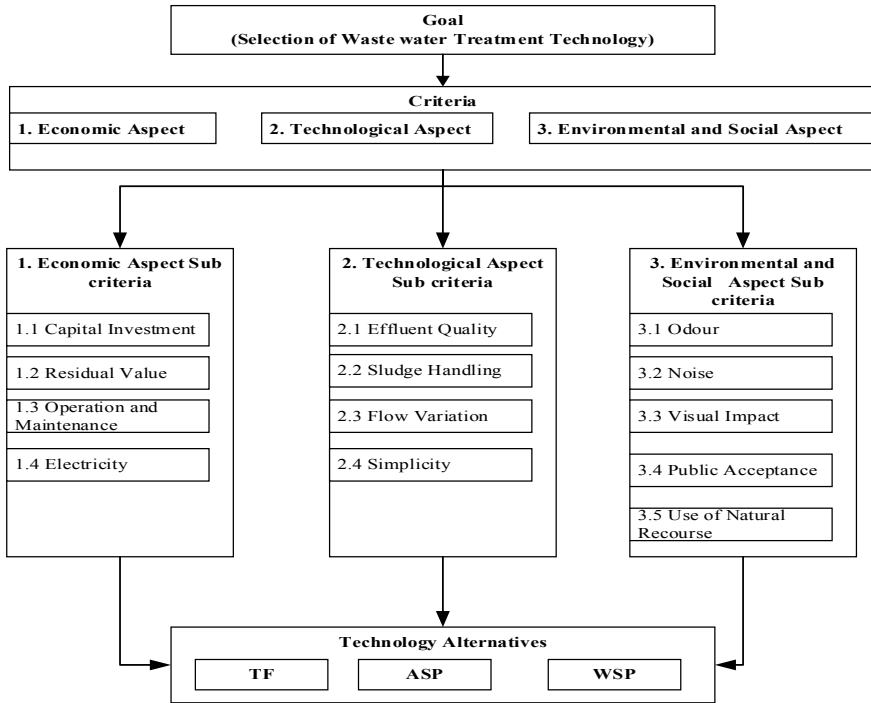 Goal
(Selection of Waste water Treatment Technology)
Criteria
1. Economic Aspect
2. Technological Aspect
3. Environmental and Social Aspect
1. Economic Aspect Sub
criteria
1.1 Capital Investment
1.2 Residual Value
1.3 Operation and
Maintenance
1.4 Electricity
2. Technological Aspect
Sub criteria
2.1 Effluent Quality
2.2 Sludge Handling
2.3 Flow Variation
2.4 Simplicity
3. Environmental and
Social Aspect Sub
criteria
3.1 Odour
3.2 Noise
3.3 Visual Impact
3.4 Public Acceptance
3.5 Use of Natural
Recourse
Technology Alternatives
TF
ASP
WSP